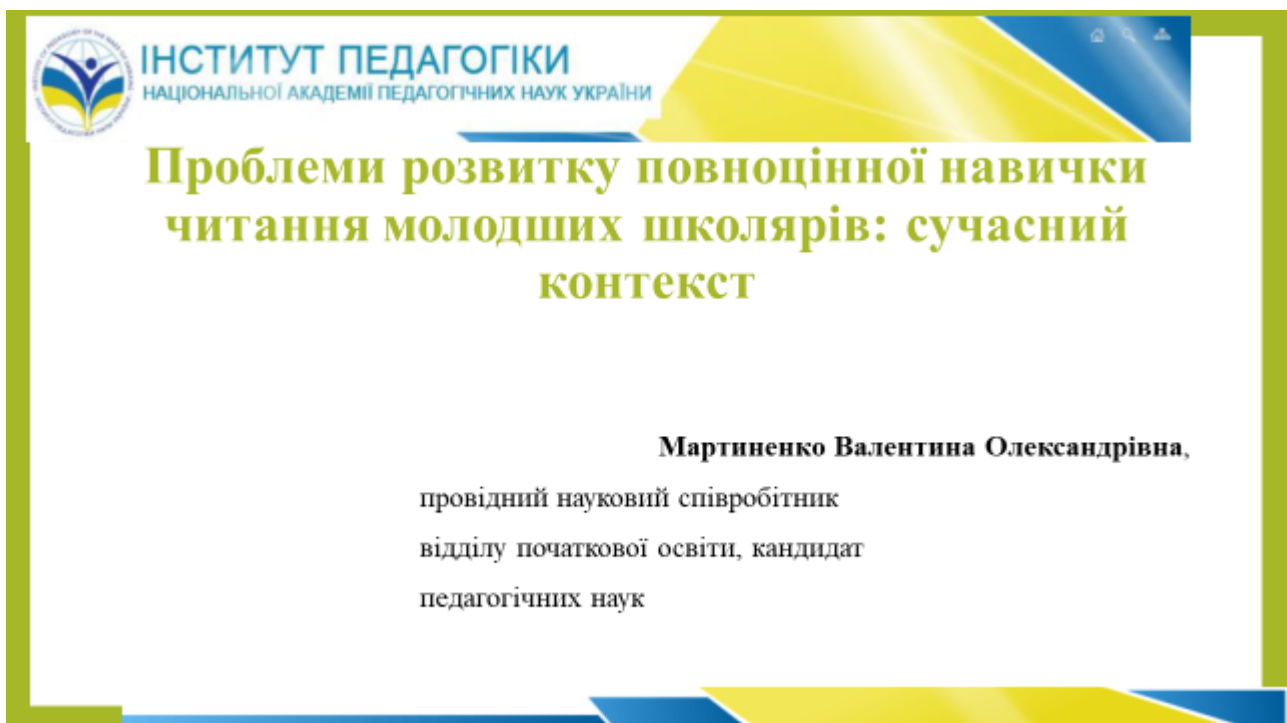 ІНСТИТУТ ПЕДАГОГІКИ
НАЦІОНАЛЬНОЇ АКАДЕМІЇ ПЕДАГОГІЧНИХ НАУК УКРАЇНИ
Проблеми розвитку повноцінної навички
читання молодших школярів: сучасний
контекст
Мартиненко Валентина Олександрівна,
провідний науковий співробітник
відділу початкової освіти, кандидат
педагогічних наук